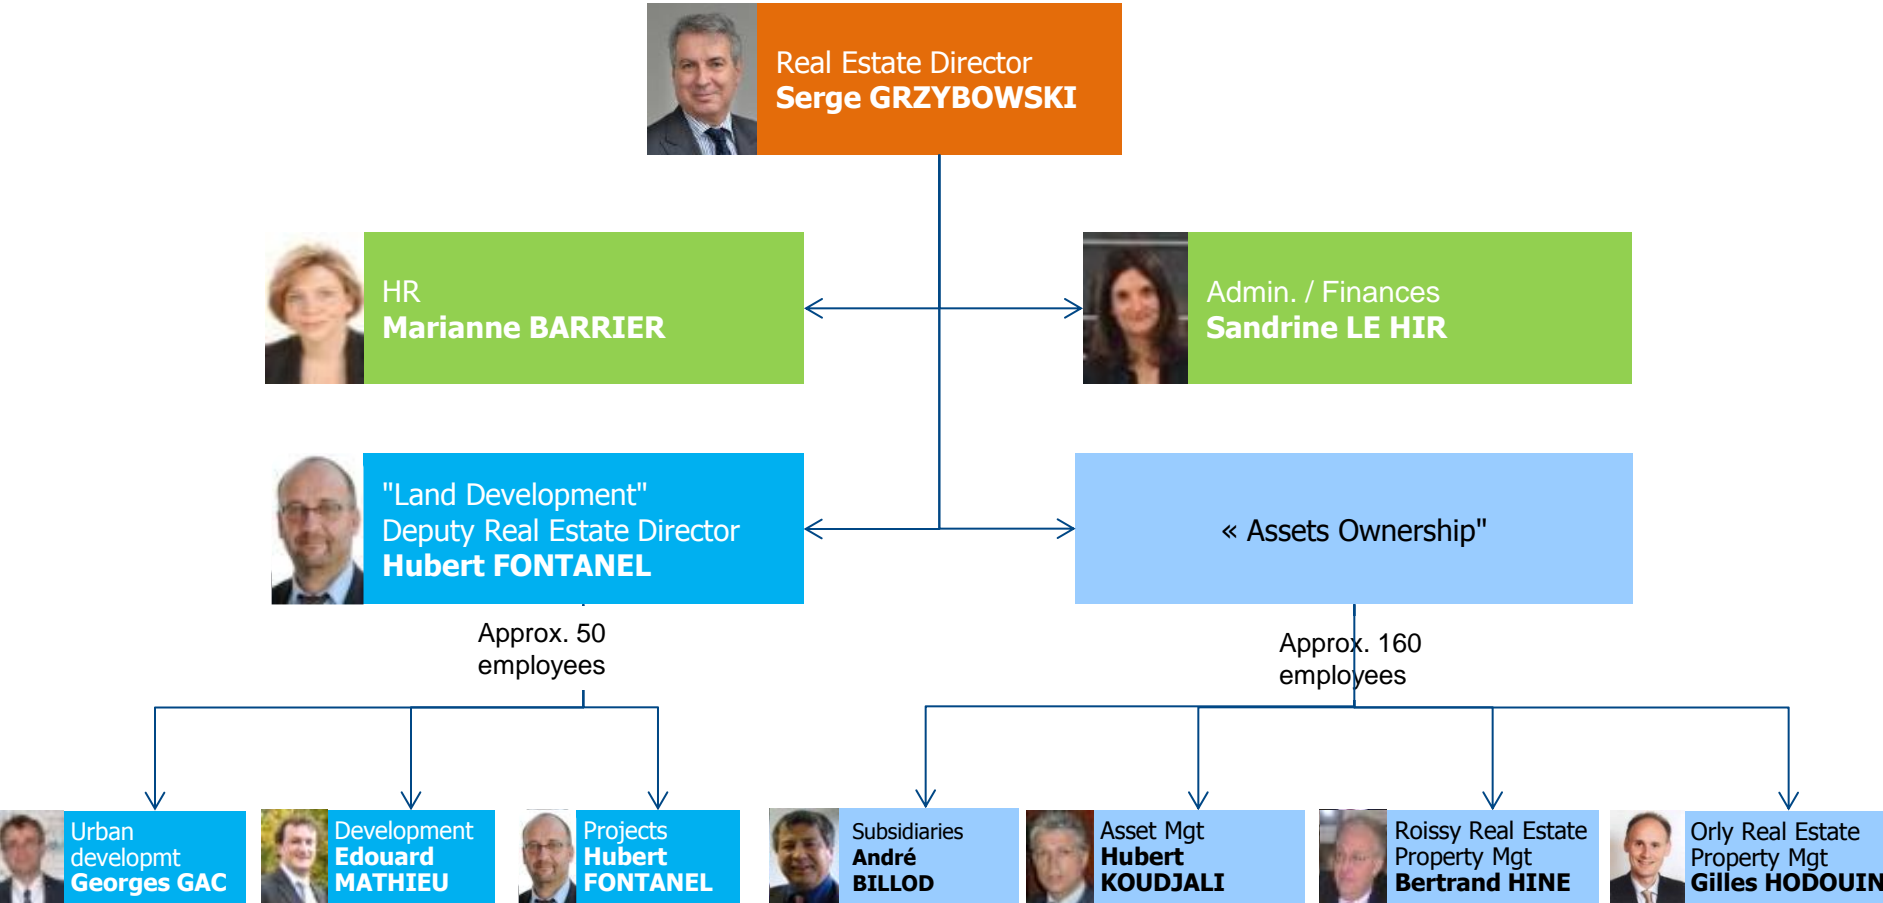 Real Estate Director
Serge GRZYBOWSKI
HR
Marianne BARRIER
Admin. / Finances
Sandrine LE HIR
"Land Development"
Deputy Real Estate Director
Hubert FONTANEL
« Assets Ownership"
Approx. 50
employees
Approx. 160
employees
Urban
developmt
Georges GAC
Development
Edouard
MATHIEU
Projects
Hubert
FONTANEL
Subsidiaries
André
BILLOD
Asset Mgt
Hubert
KOUDJALI
Roissy Real Estate
Property Mgt
Bertrand HINE
Orly Real Estate
Property Mgt
Gilles HODOUIN